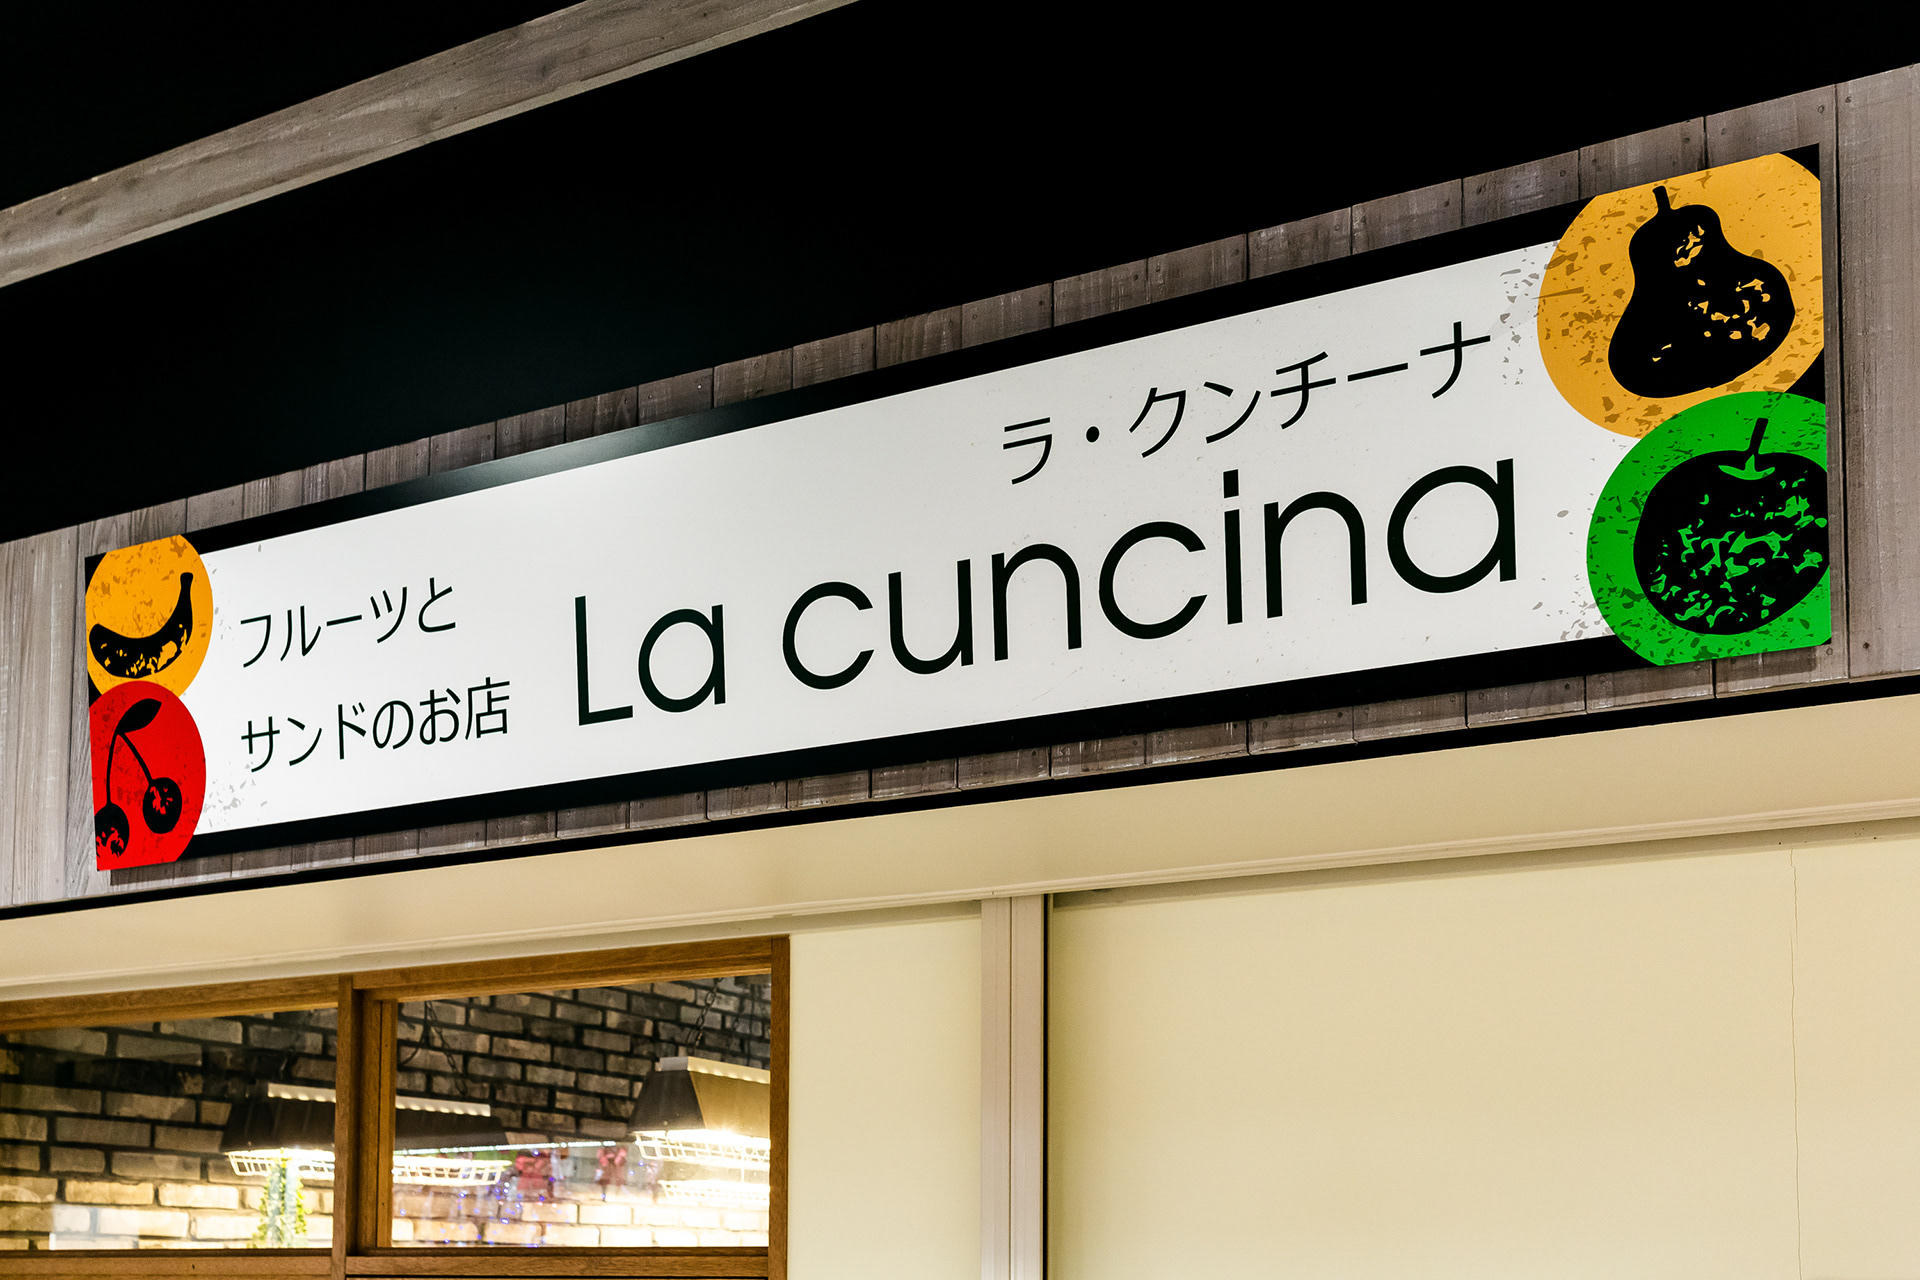 フルーツと
サンドのお店
ラ・クンチーナ
La cuncina